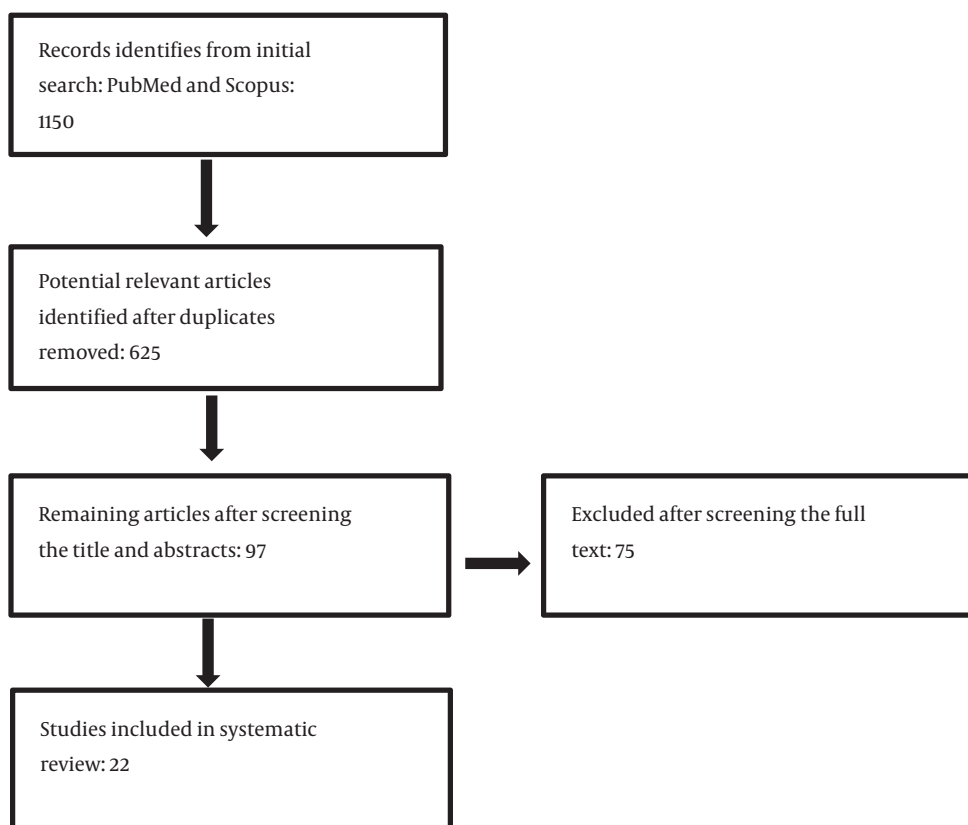 Records identifies from initial
search: PubMed and Scopus:
1150
Potential relevant articles
identified after duplicates
removed: 625
Remaining articles after screening
the title and abstracts: 97
Excluded after screening the full
text: 75
Studies included in systematic
review: 22